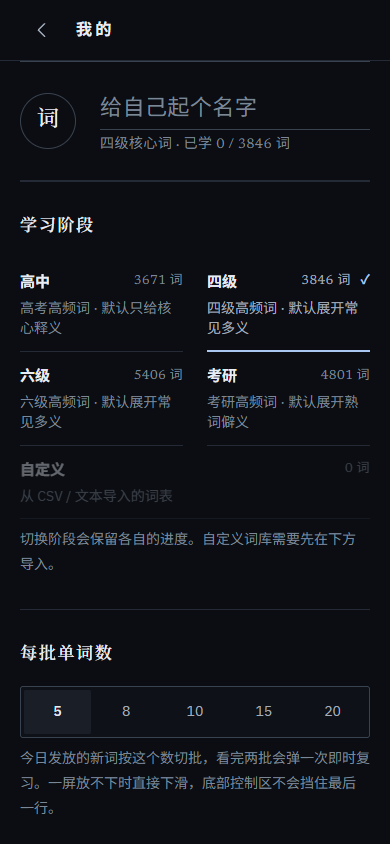 我的
词
给自己起个名字
四级核心词 · 已学 0 / 3846 词
学习阶段
高中 3671 词
高考高频词 · 默认只给核
心释义
四级 3846 词 ✓
四级高频词 · 默认展开常
见多义
六级 5406 词
六级高频词 · 默认展开常
见多义
考研 4801 词
考研高频词 · 默认展开熟
词僻义
自定义 0 词
从 CSV / 文本导入的词表
切换阶段会保留各自的进度。自定义词库需要先在下方
导入。
每批单词数
5 8 10 15 20
今日发放的新词按这个数切批，看完两批会弹一次即时复
习。一屏放不下时直接下滑，底部控制区不会挡住最后
一行。